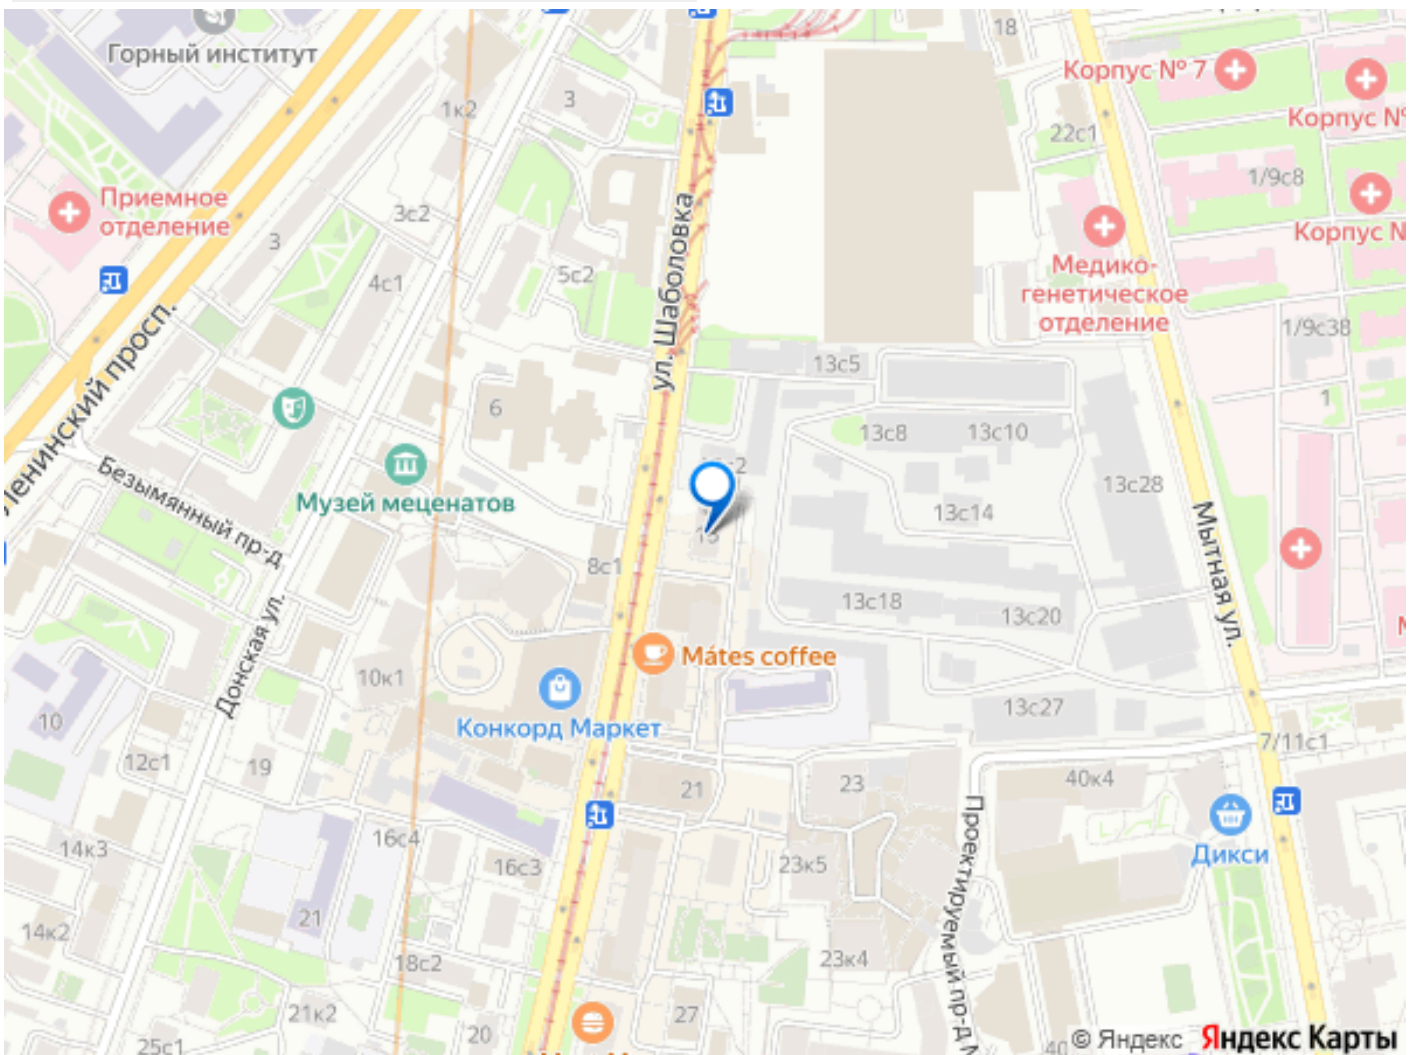 Горный институт
18
Корпус № 7
Корпус №
1к2
3
22с1
1/9с8
Приемное
отделение
3с2
3
ул. Шаболовка
Корпус №
5с2
4с1
Медико-
генетическое
отделение
1/9с38
Ленинский просп.
13с5
6
1
13с8
13с10
Безымянный пр-д
Музей меценатов
13с28
13с14
Мытная ул.
8с1
13с18
13с20
Донская ул.
Mátes coffee
10к1
Конкорд Маркет
13с27
10
7/11с1
12с1
19
21
23
40к4
Проектируемый пр-д
16с4
14к3
16с3
23к5
Дикси
21
14к2
18с2
23к4
21к2
27
20
25с1
40
© Яндекс Яндекс Карты